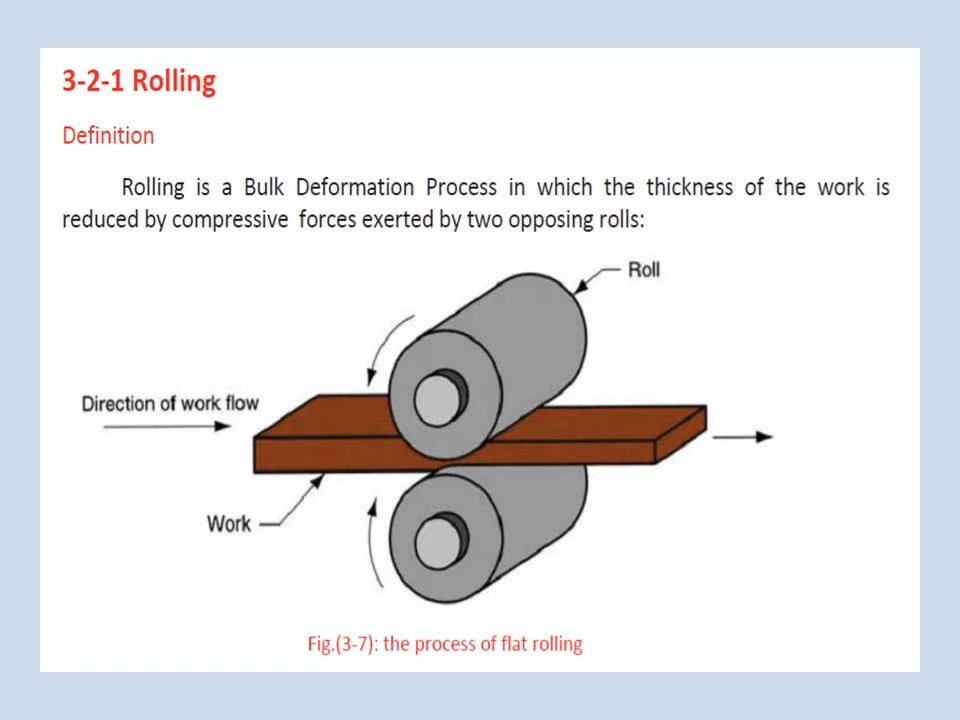 3-2-1 Rolling
Definition
Rolling is a Bulk Deformation Process in which the thickness of the work is
reduced by compressive forces exerted by two opposing rolls:
Roll
Direction of work flow
Work
Fig.(3-7): the process of flat rolling